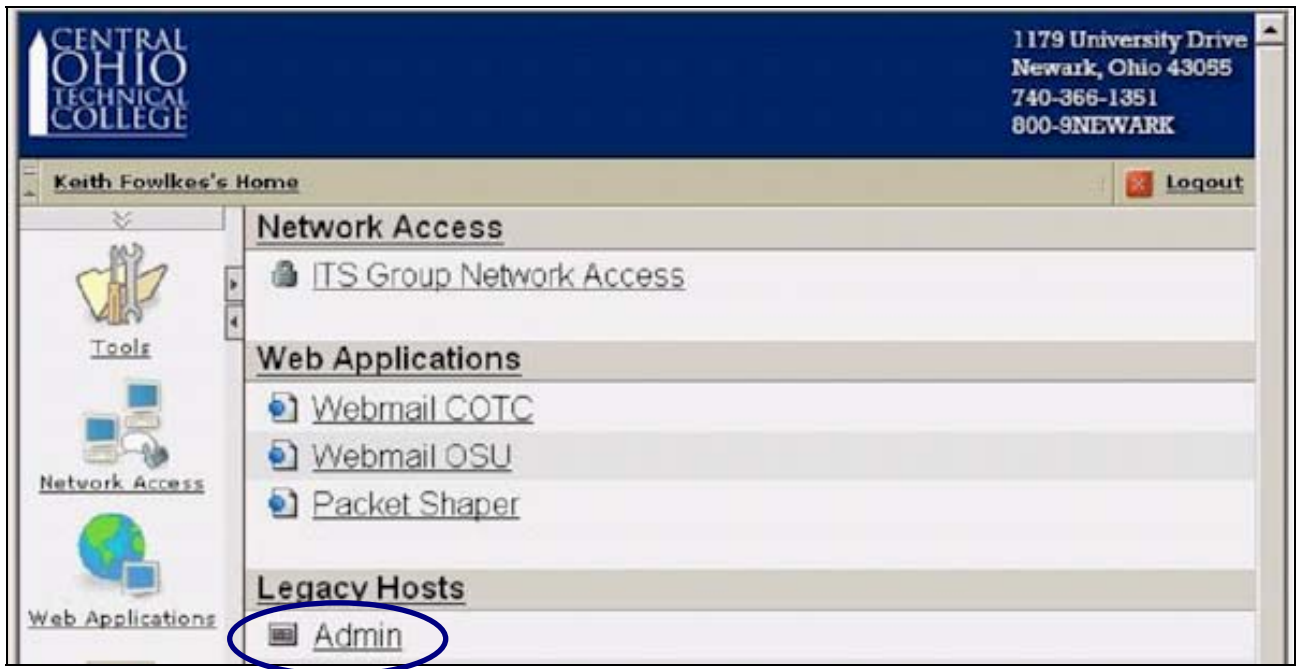 CENTRAL
OHIO
TECHNICAL
COLLEGE
1179 University Drive
Newark, Ohio 43055
740-366-1351
800-9NEWARK
Keith Fowlkes's Home
Logout
Tools
Network Access
Web Applications
Network Access
ITS Group Network Access
Web Applications
Webmail COTC
Webmail OSU
Packet Shaper
Legacy Hosts
Admin